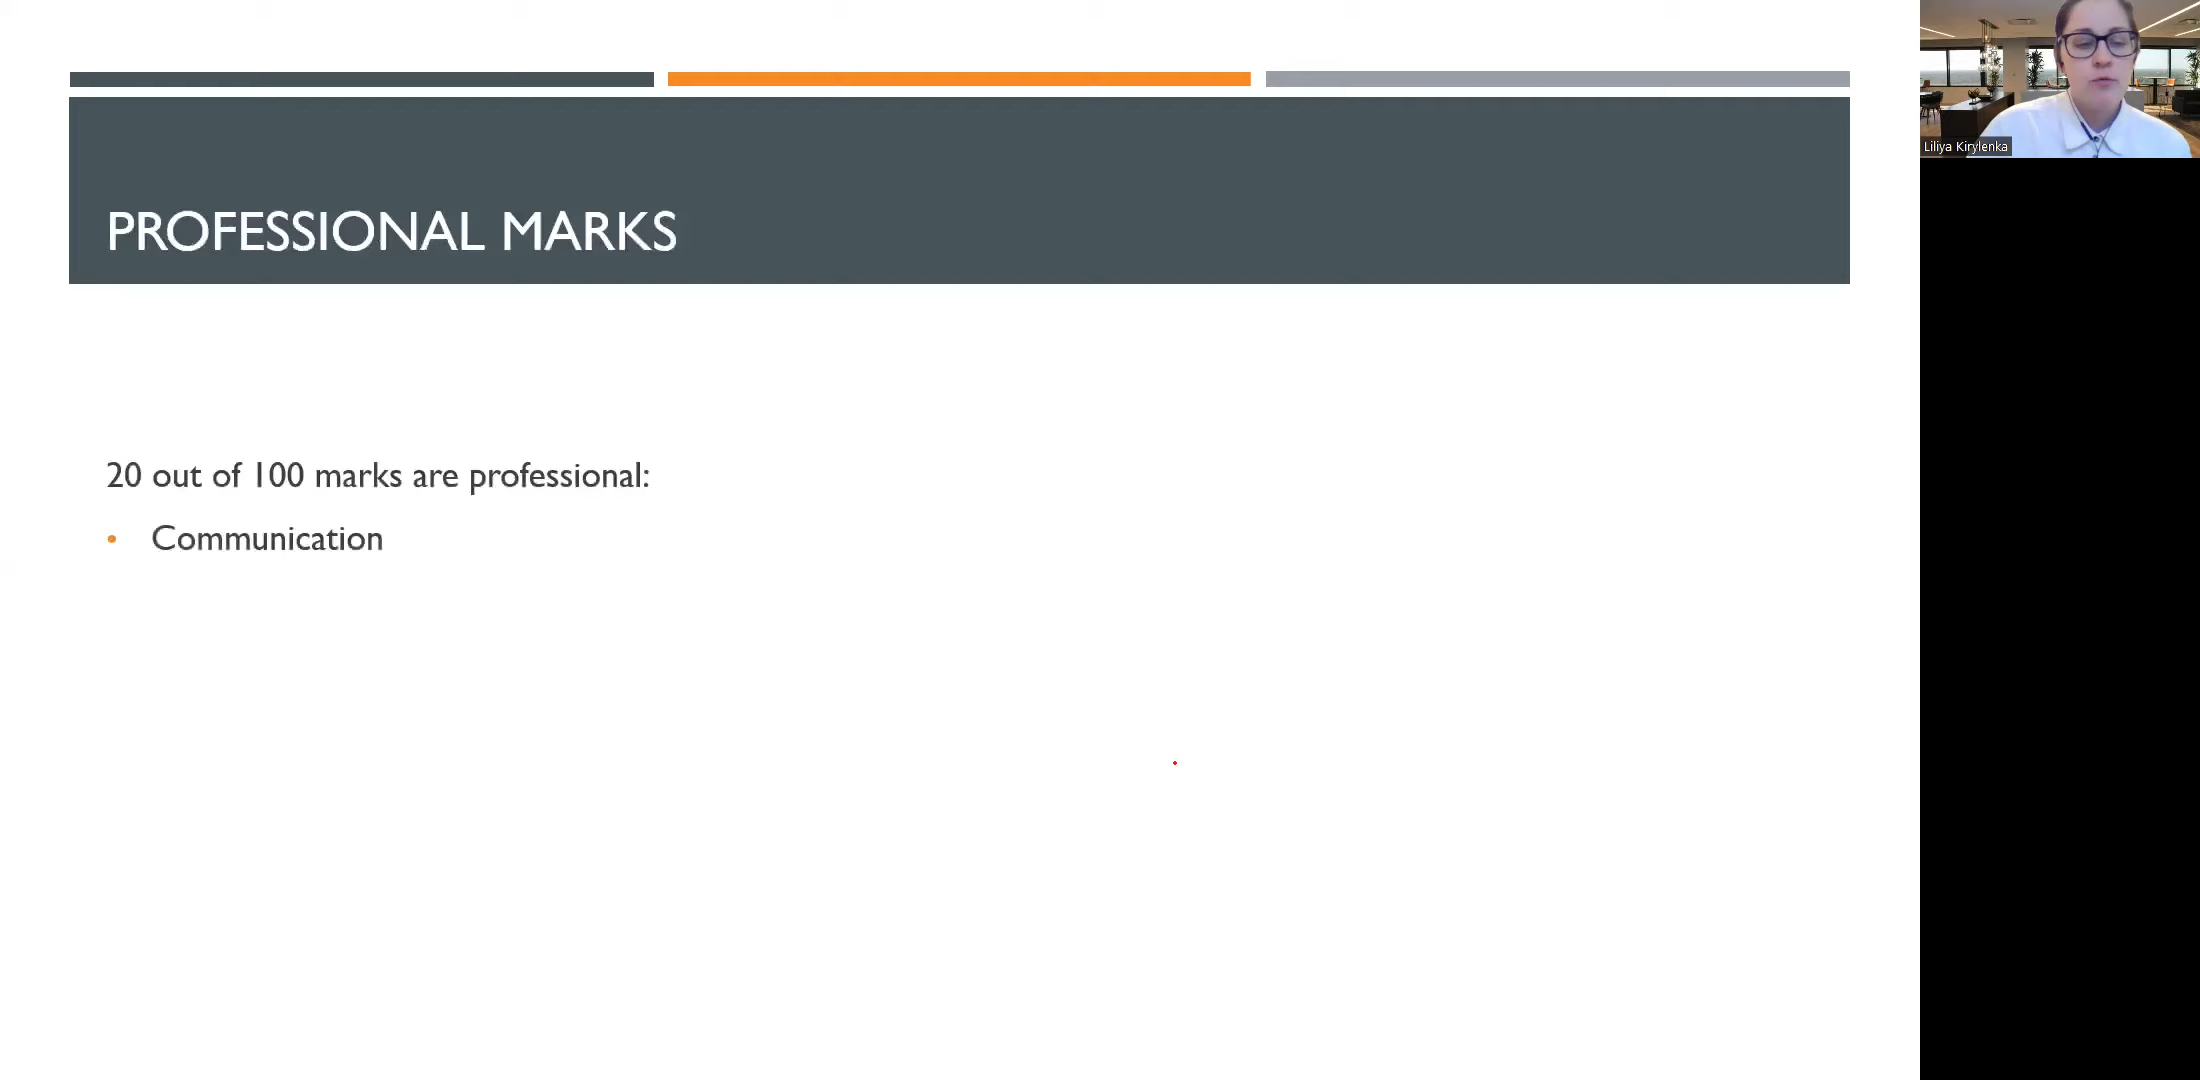 PROFESSIONAL MARKS
20 out of 100 marks are professional:
• Communication
Liliya Kirylenka